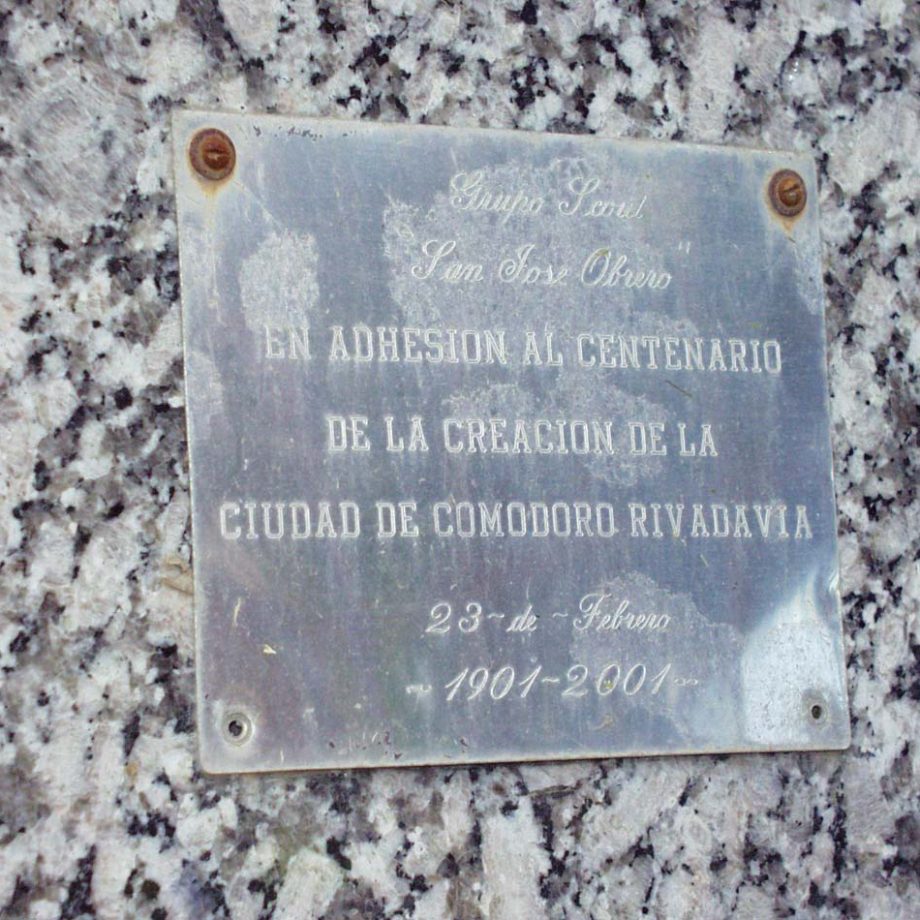 Grupo Scout
"San Jose Obrero"
EN ADHESION AL CENTENARIO
DE LA CREACION DE LA
CIUDAD DE COMODORO RIVADAVIA
23~de~Febrero
~1901~2001~